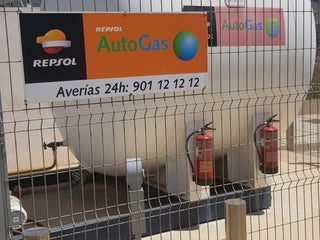 REPSOL
REPSOL
AutoGas
Averías 24h: 901 12 12 12
AutoGas